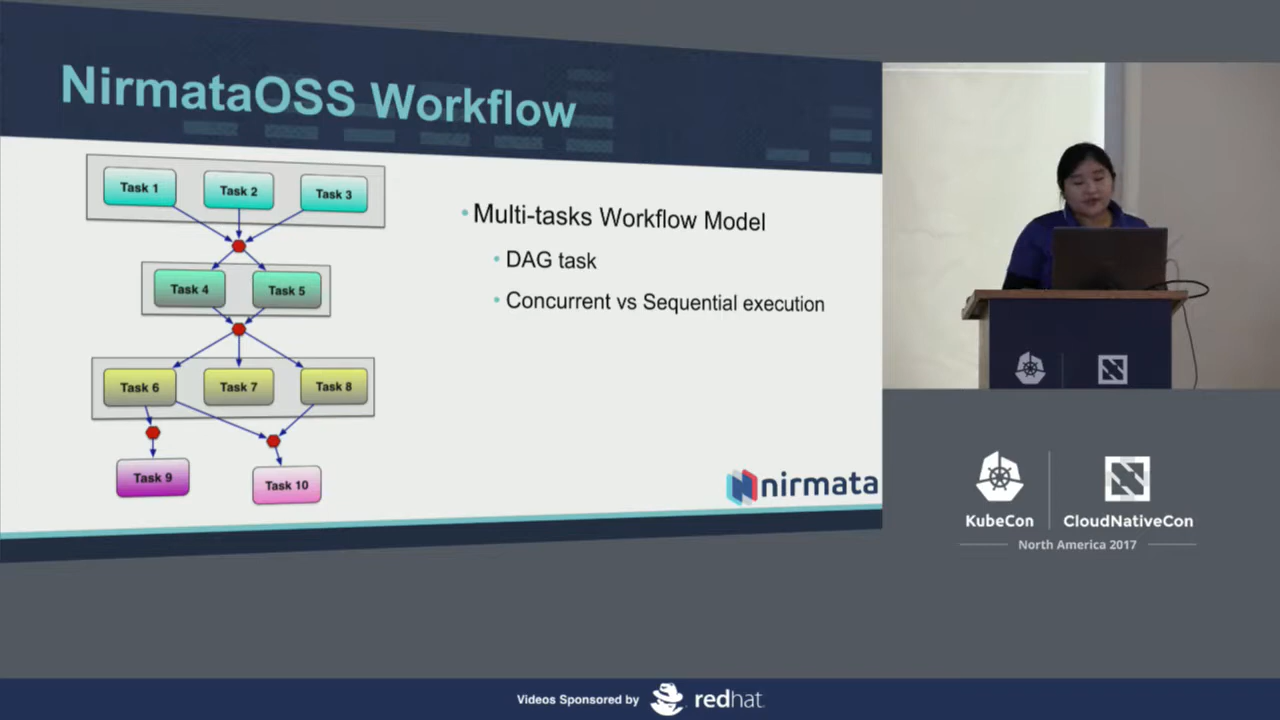 NirmataOSS Workflow
Task 1
Task 2
Task 3
Task 4
Task 5
Task 6
Task 7
Task 8
Task 9
Task 10
• Multi-tasks Workflow Model
• DAG task
• Concurrent vs Sequential execution
nirmata
KubeCon
CloudNativeCon
North America 2017
Videos Sponsored by
redhat.